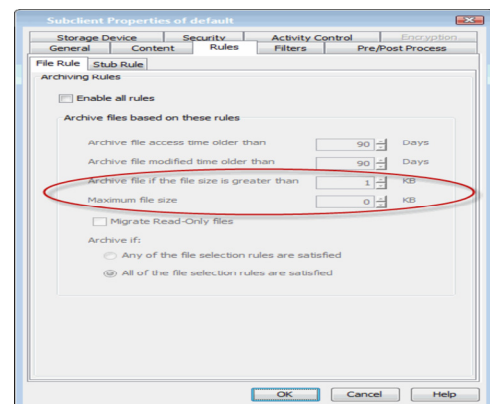 Subclient Properties of default
Storage Device Security Activity Control Encryption
General Content Rules Filters Pre/Post Process
File Rule Stub Rule
Archiving Rules
Enable all rules
Archive files based on these rules
Archive file access time older than 90 Days
Archive file modified time older than 90 Days
Archive file if the file size is greater than 1 KB
Maximum file size 0 KB
Migrate Read-Only files
Archive if:
Any of the file selection rules are satisfied
All of the file selection rules are satisfied
OK Cancel Help